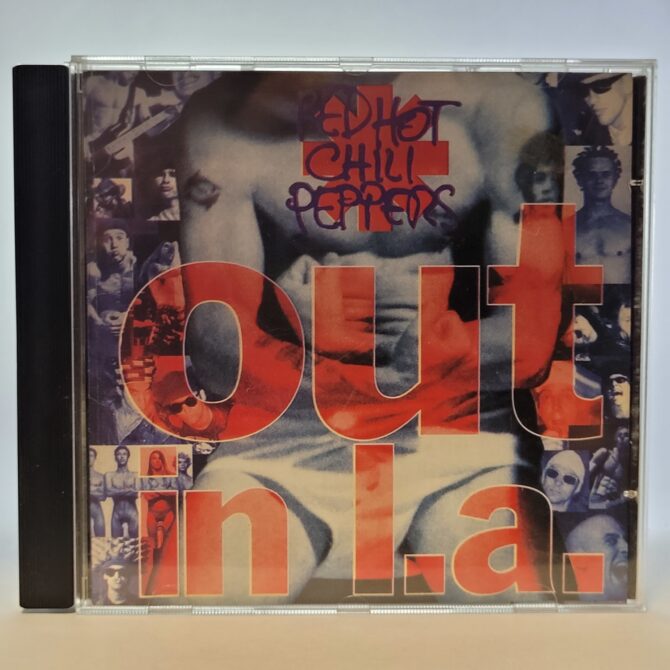 RED HOT
CHILI
PEPPERS
out
in l.a.